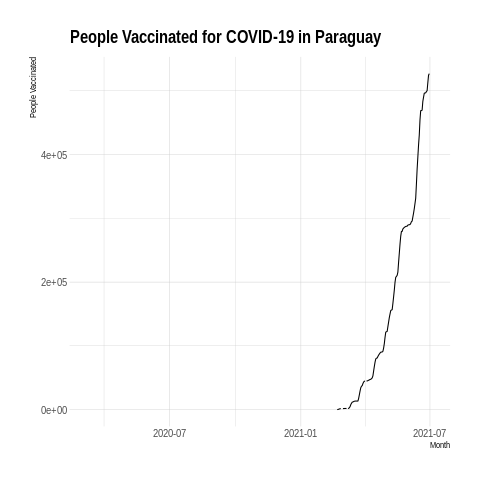 People Vaccinated for COVID-19 in Paraguay
People Vaccinated
4e+05
2e+05
0e+00
2020-07 2021-01 2021-07
Month